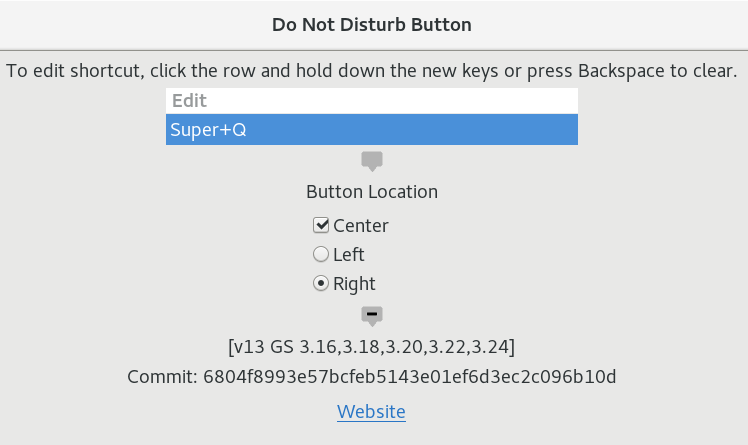 Do Not Disturb Button
To edit shortcut, click the row and hold down the new keys or press Backspace to clear.
Edit
Super+Q
Button Location
Center
Left
Right
[v13 GS 3.16,3.18,3.20,3.22,3.24]
Commit: 6804f8993e57bcfeb5143e01ef6d3ec2c096b10d
Website